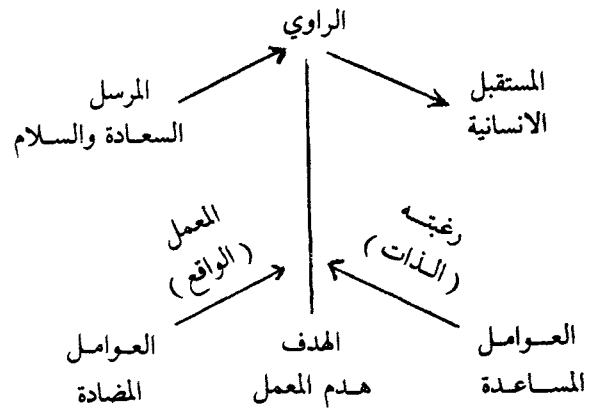 الراوي
المستقبل
الانسانية
المرسل
السعادة والسلام
رغبته
(الذات)
المعمل
(الواقع)
العوامل
المساعدة
الهدف
هدم المعمل
العوامل
المضادة